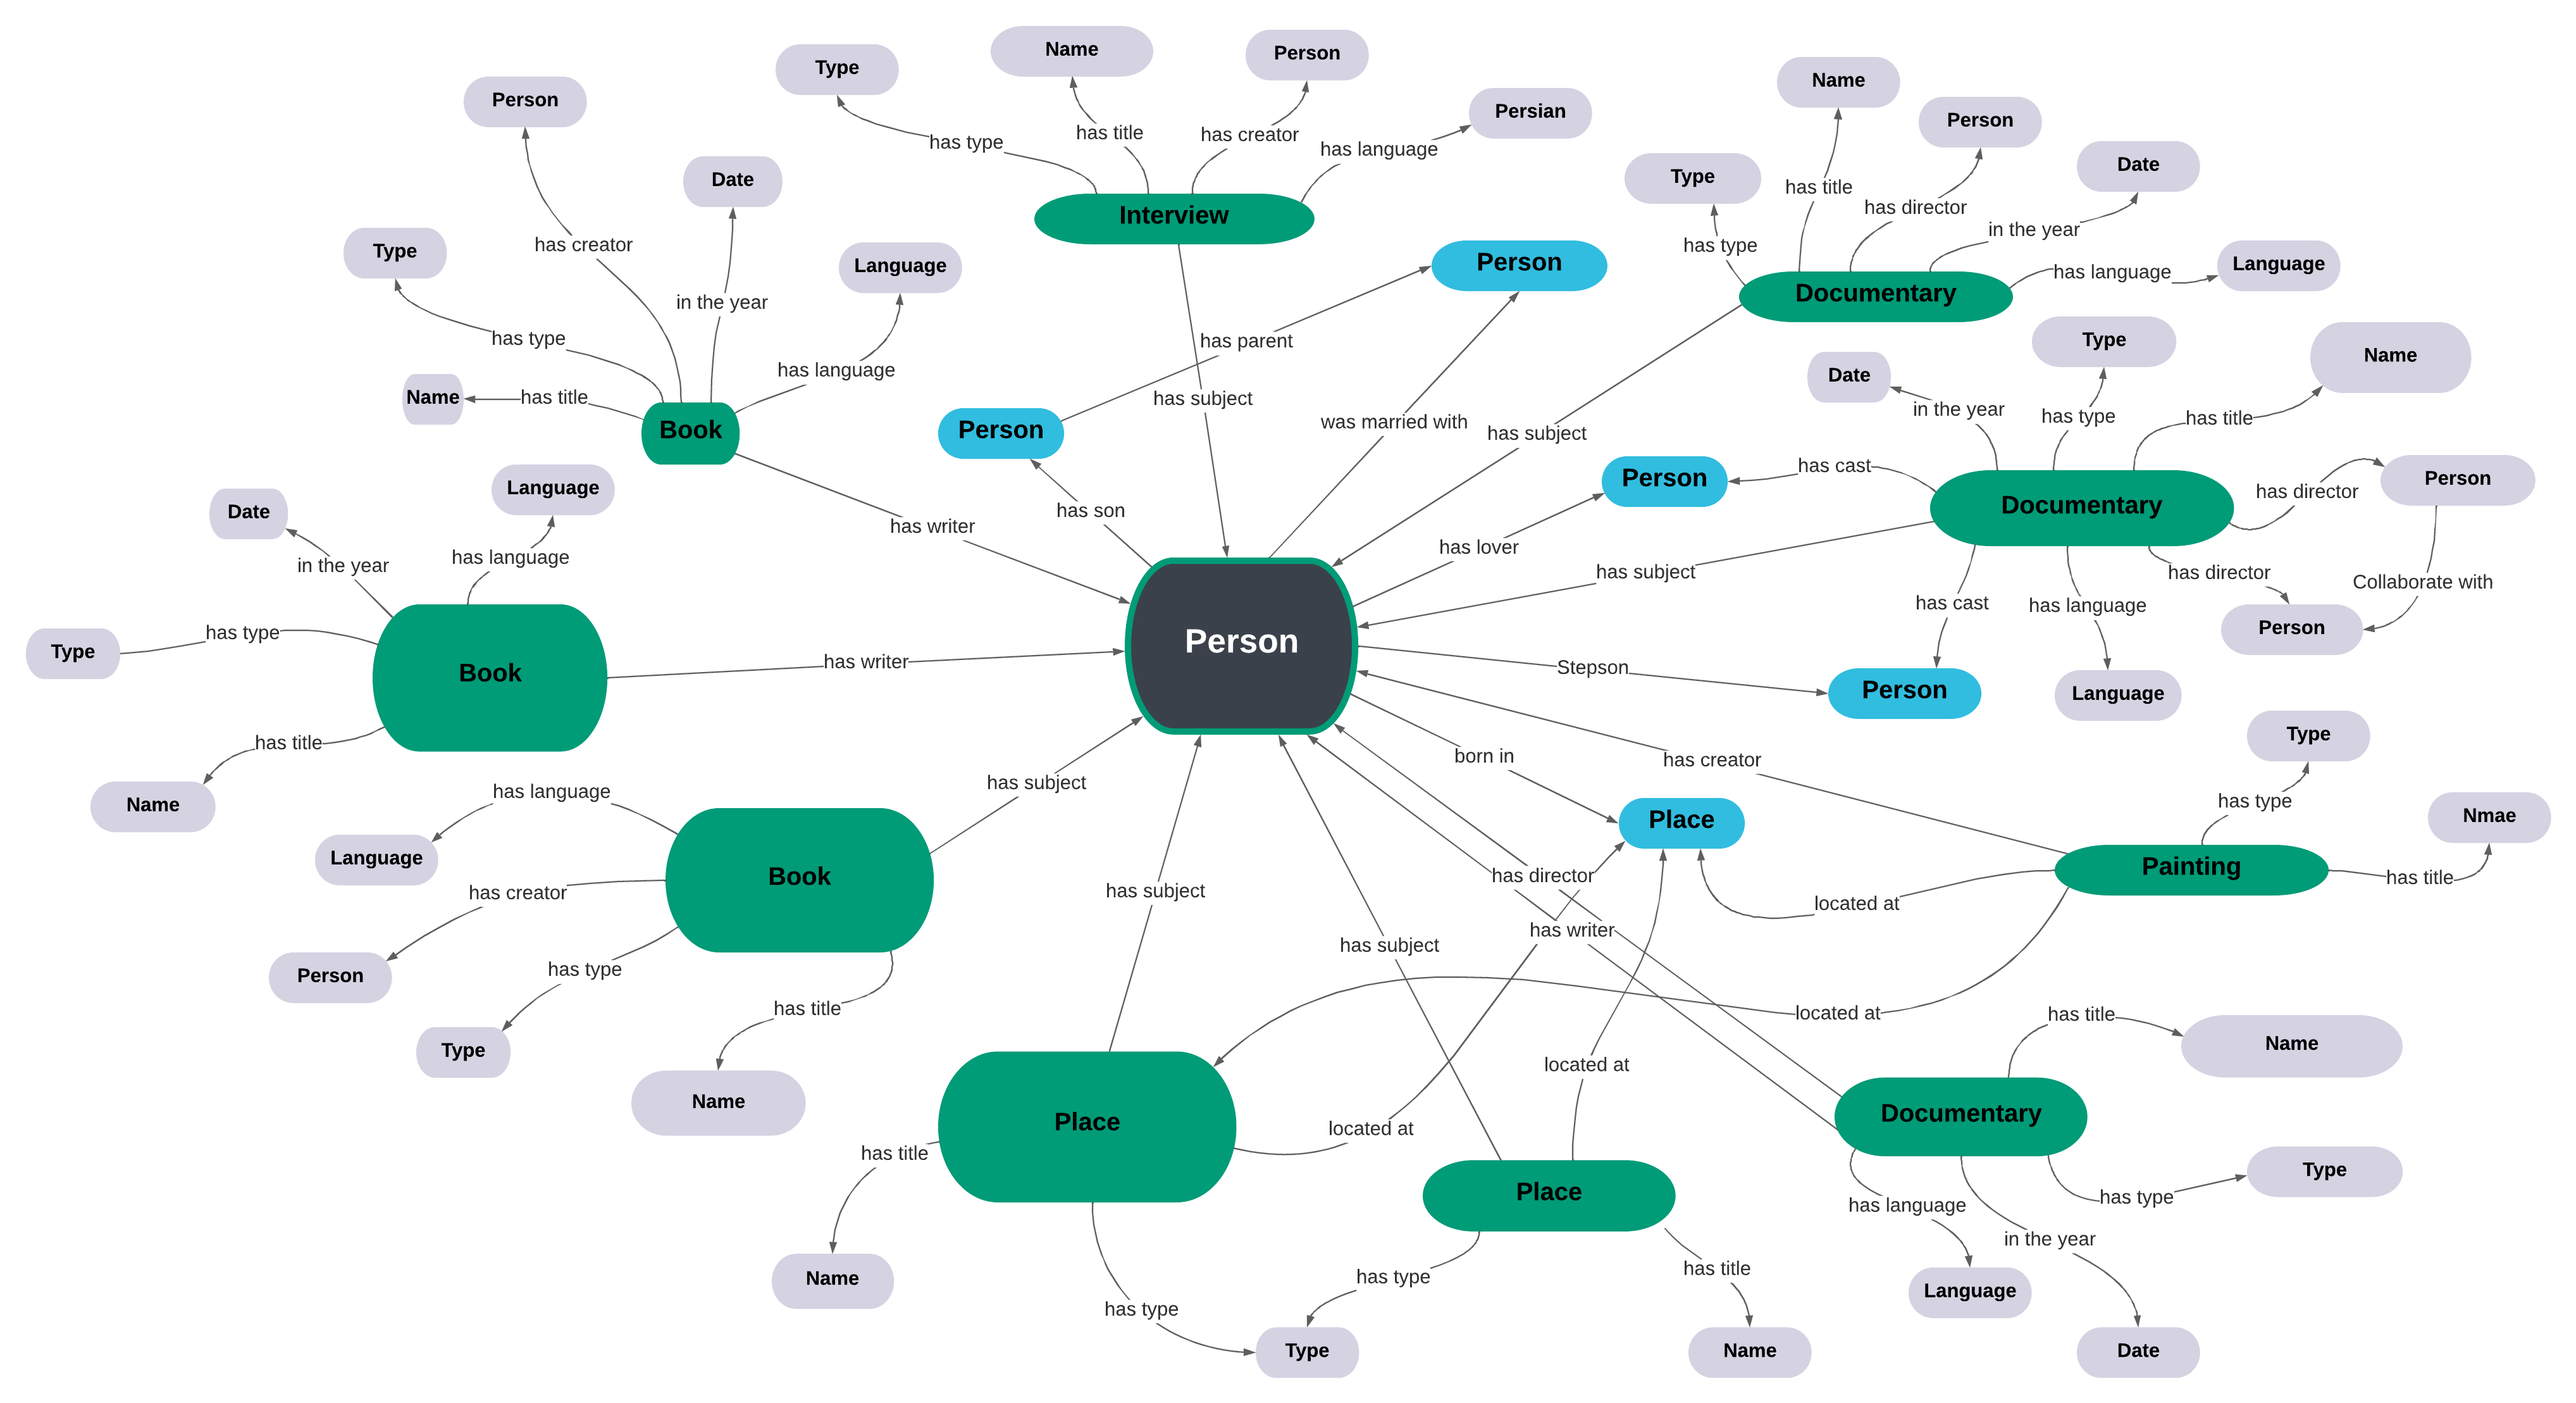 Name
Person
Type
Name
Person
Type
Person
Persian
Person
has title
has type
has creator
has language
Date
Type
Date
has title
has director
Interview
in the year
Type
has creator
has type
Language
Person
has language
Language
Documentary
in the year
has type
has parent
Type
Name
has language
Date
Name
has title
has subject
in the year
has type
has title
was married with
Book
Person
has subject
has cast
Person
Person
Language
has director
Documentary
Date
has son
has writer
has lover
in the year
has language
has subject
has director
Collaborate with
has cast
has language
Person
has type
Person
Type
has writer
Stepson
Book
Person
Language
Type
has title
born in
has creator
has subject
has language
has type
Name
Place
Nmae
Language
Painting
Book
has director
has title
has creator
has subject
located at
has writer
has subject
has type
Person
has title
located at
has title
Name
Type
located at
Name
Place
Documentary
located at
has title
Type
Place
has type
has language
in the year
has title
Name
has type
Language
has type
Type
Name
Date